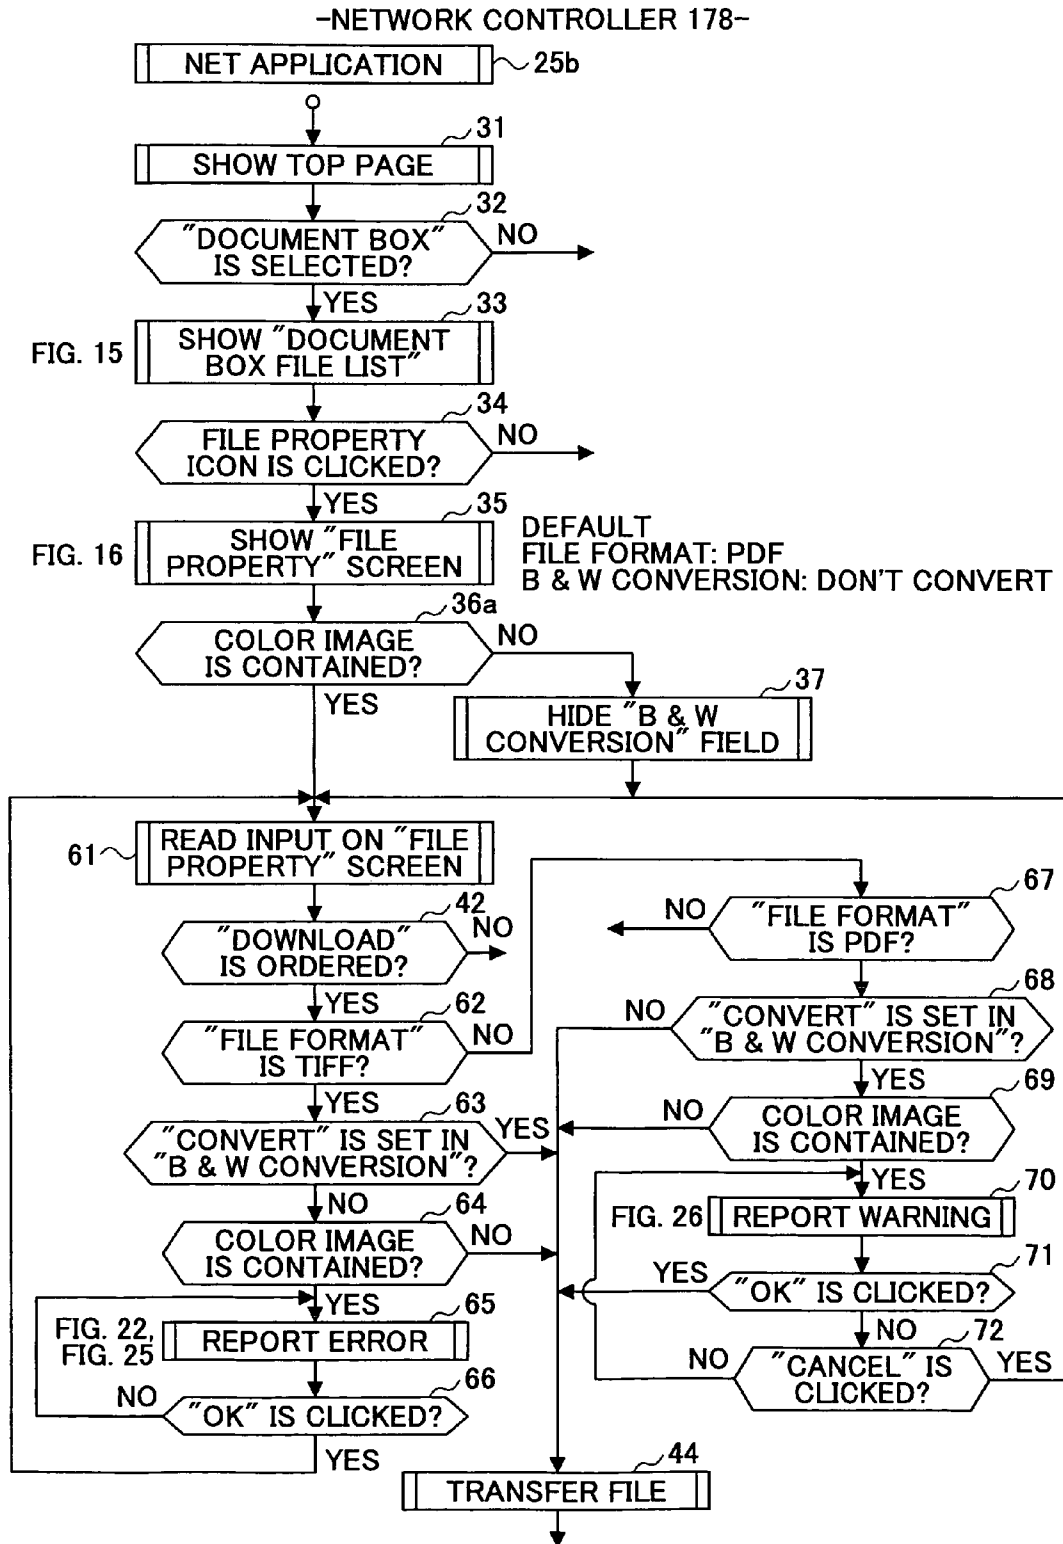 -NETWORK CONTROLLER 178-
NET APPLICATION
25b
31
SHOW TOP PAGE
32
"DOCUMENT BOX"
IS SELECTED?
NO
YES
33
FIG. 15
SHOW "DOCUMENT
BOX FILE LIST"
34
FILE PROPERTY
ICON IS CLICKED?
NO
YES
35
FIG. 16
SHOW "FILE
PROPERTY" SCREEN
DEFAULT
FILE FORMAT: PDF
B & W CONVERSION: DON'T CONVERT
36a
COLOR IMAGE
IS CONTAINED?
NO
YES
37
HIDE "B & W
CONVERSION" FIELD
61
READ INPUT ON "FILE
PROPERTY" SCREEN
42
"DOWNLOAD"
IS ORDERED?
NO
YES
62
"FILE FORMAT"
IS TIFF?
NO
YES
63
"CONVERT" IS SET IN
"B & W CONVERSION"?
YES
NO
64
COLOR IMAGE
IS CONTAINED?
NO
YES
65
FIG. 22,
FIG. 25
REPORT ERROR
66
NO
"OK" IS CLICKED?
YES
67
NO
"FILE FORMAT"
IS PDF?
68
NO
"CONVERT" IS SET IN
"B & W CONVERSION"?
YES
69
NO
COLOR IMAGE
IS CONTAINED?
YES
70
FIG. 26
REPORT WARNING
71
YES
"OK" IS CLICKED?
NO
72
NO
"CANCEL" IS
CLICKED?
YES
44
TRANSFER FILE